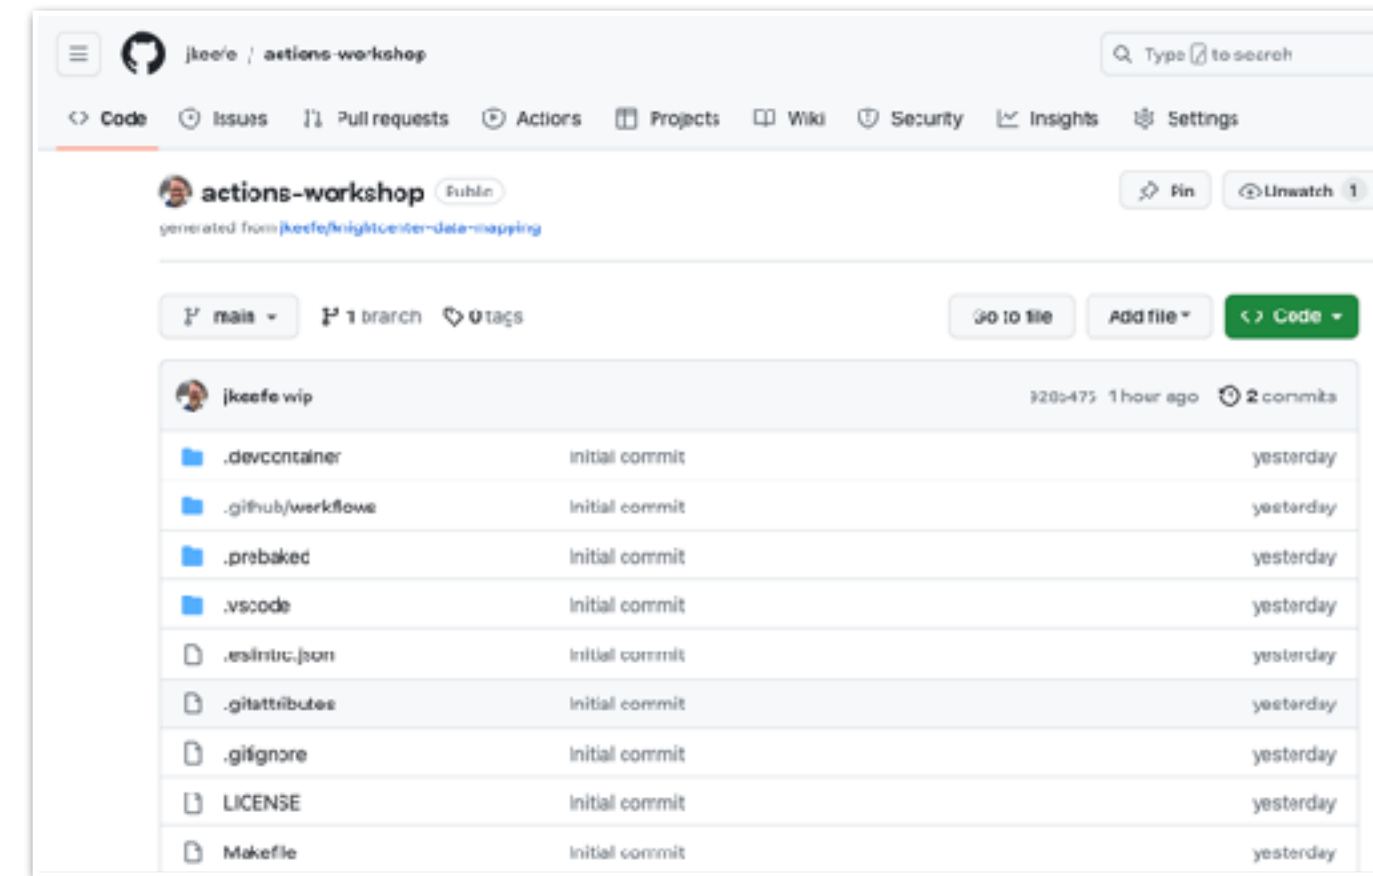 jkeefe / actions-workshop
Type / to search
Code Issues Pull requests Actions Projects Wiki Security Insights Settings
actions-workshop Public
Pin Unwatch 1
generated from jkeefe/knightcenter-data-mapping
main 1 branch 0 tags
Go to file Add file Code
jkeefe wip
1 hour ago 2 commits
.devcontainer Initial commit yesterday
.github/workflows Initial commit yesterday
.prebaked Initial commit yesterday
.vscode Initial commit yesterday
.eslintrc.json Initial commit yesterday
.gitattributes Initial commit yesterday
.gitignore Initial commit yesterday
LICENSE Initial commit yesterday
Makefile Initial commit yesterday